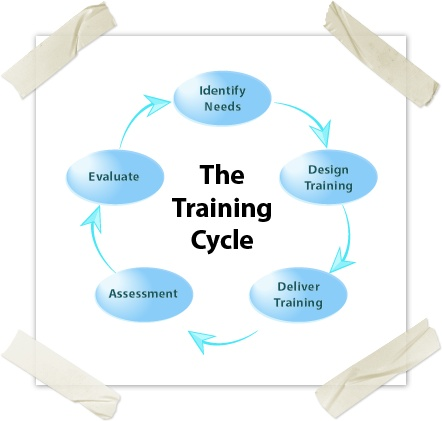 Identify
Needs
Design
Training
Deliver
Training
Assessment
Evaluate
The
Training
Cycle